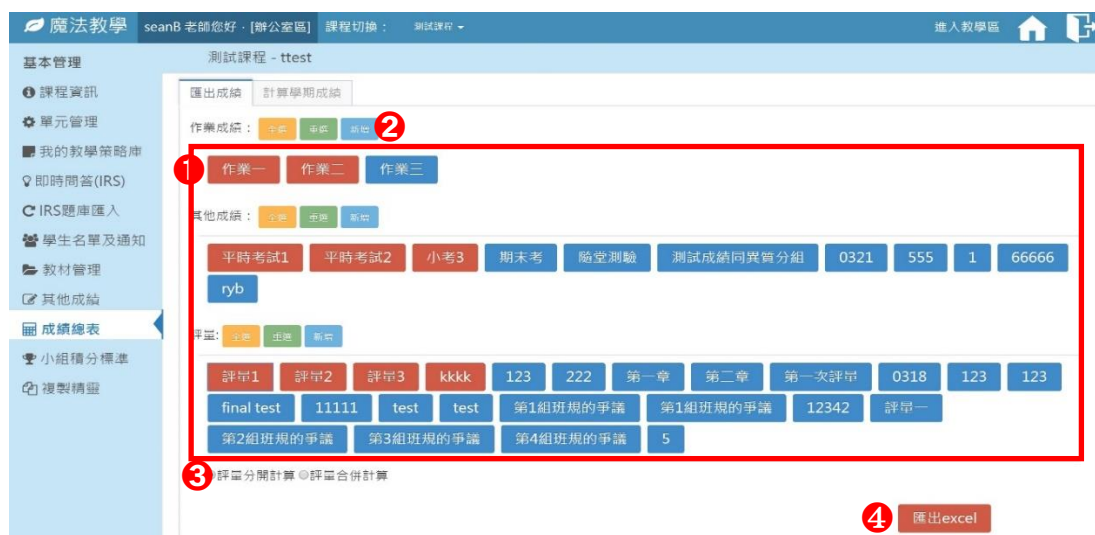 魔法教學 seanB 老師您好 · [辦公室區] 課程切換： 測試課程 進入教學區
基本管理
課程資訊
單元管理
我的教學策略庫
即時問答(IRS)
IRS題庫匯入
學生名單及通知
教材管理
其他成績
成績總表
小組積分標準
複製精靈
測試課程 - ttest
匯出成績 計算學期成績
作業成績： 全選 重選 新增 2
1 作業一 作業二 作業三
其他成績： 全選 重選 新增
平時考試1 平時考試2 小考3 期末考 隨堂測驗 測試成績同異質分組 0321 555 1 66666
ryb
評量: 全選 重選 新增
評量1 評量2 評量3 kkkk 123 222 第一章 第二章 第一次評量 0318 123 123
final test 11111 test test 第1組班規的爭議 第1組班規的爭議 12342 評量一
第2組班規的爭議 第3組班規的爭議 第4組班規的爭議 5
3 評量分開計算 評量合併計算
4 匯出excel